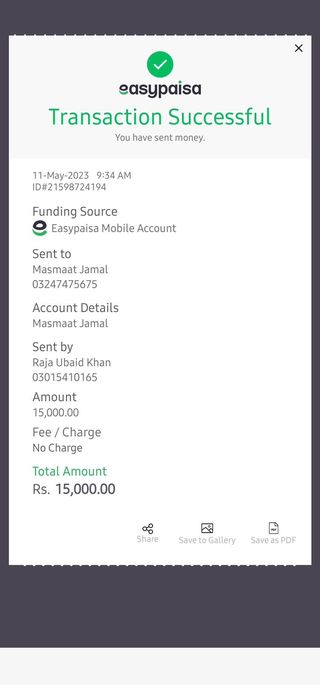 easypaisa
Transaction Successful
You have sent money.
11-May-2023 9:34 AM
ID#21598724194
Funding Source
Easypaisa Mobile Account
Sent to
Masmaat Jamal
03247475675
Account Details
Masmaat Jamal
Sent by
Raja Ubaid Khan
03015410165
Amount
15,000.00
Fee / Charge
No Charge
Total Amount
Rs. 15,000.00
Share
Save to Gallery
PDF
Save as PDF